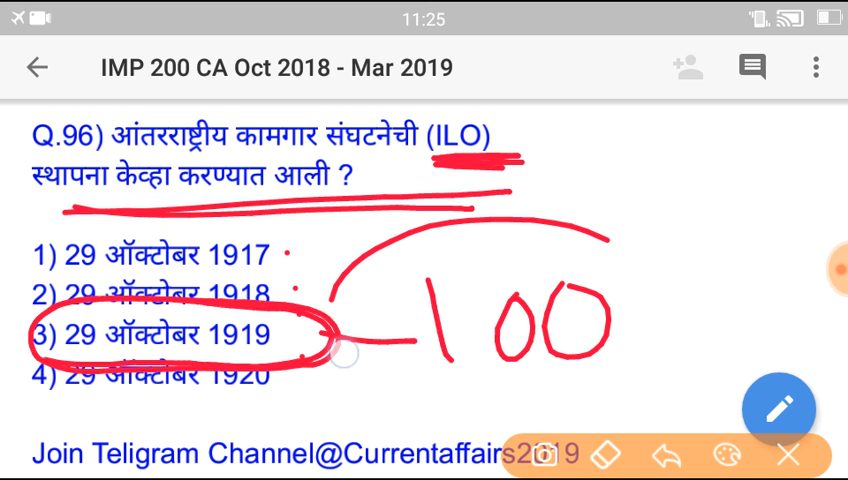 11:25
IMP 200 CA Oct 2018 - Mar 2019
Q.96) आंतरराष्ट्रीय कामगार संघटनेची (ILO)
स्थापना केव्हा करण्यात आली ?
1) 29 ऑक्टोबर 1917
2) 29 ऑक्टोबर 1918
3) 29 ऑक्टोबर 1919
100
4) 29 ऑक्टोबर 1920
Join Teligram Channel@Currentaffairs2019